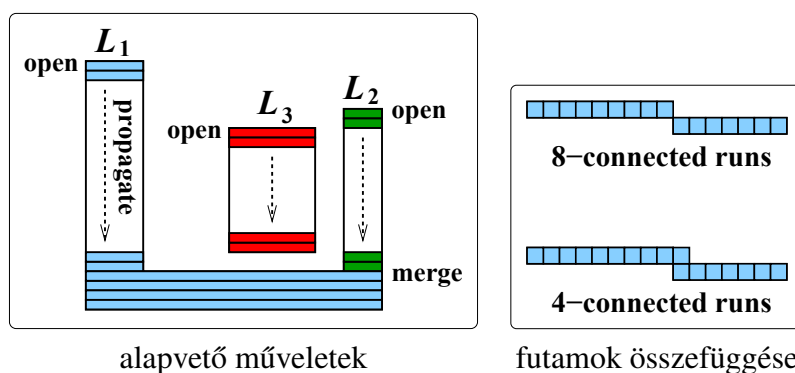 L1
open
L2
L3
open
open
propagate
merge
8−connected runs
4−connected runs
alapvető műveletek
futamok összefüggése